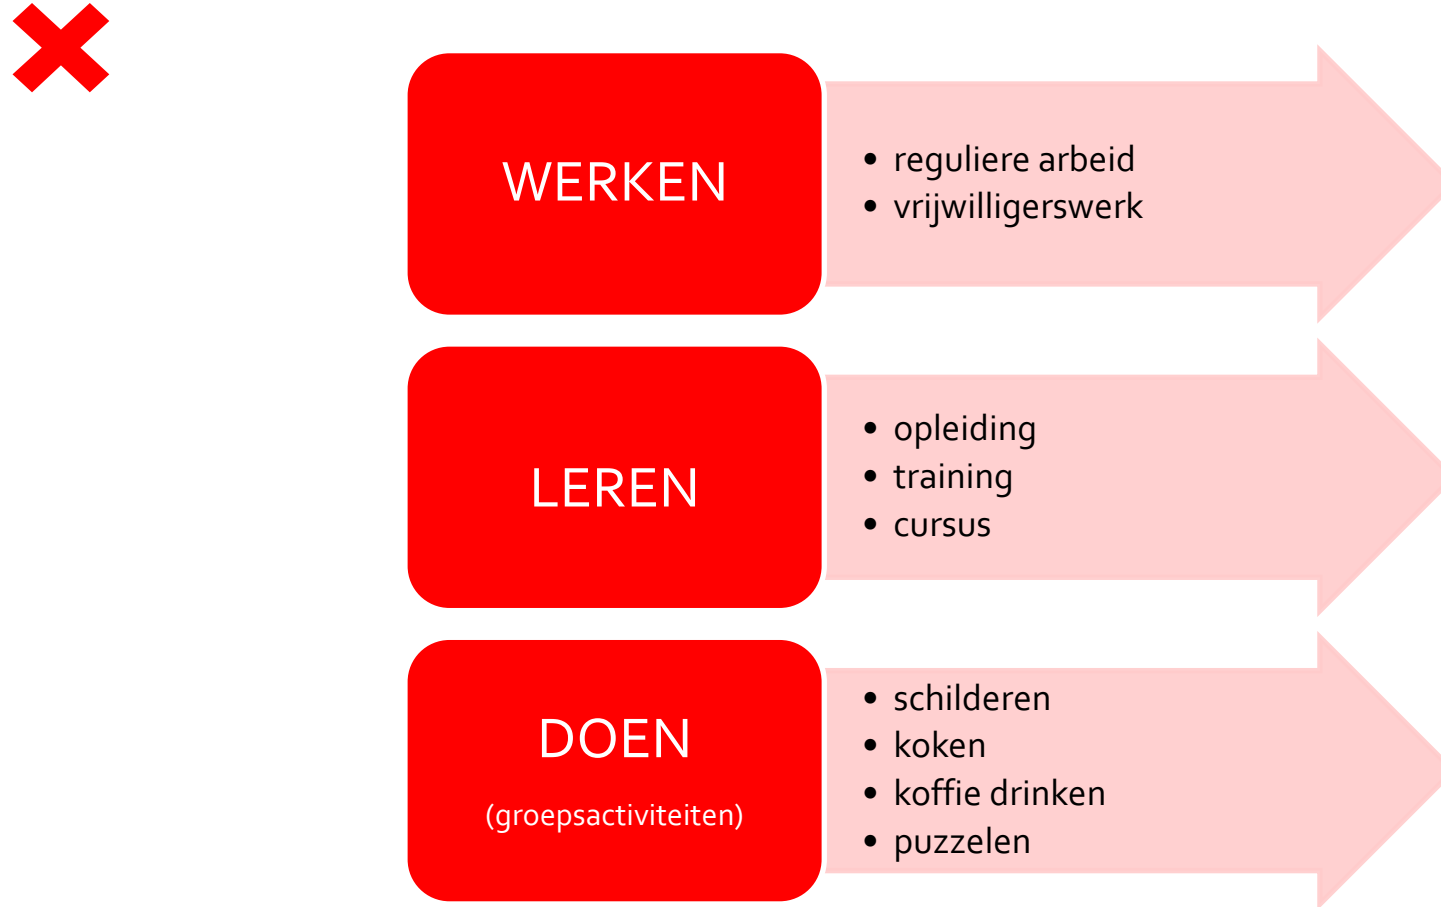 WERKEN
• reguliere arbeid
• vrijwilligerswerk
LEREN
• opleiding
• training
• cursus
DOEN
(groepsactiviteiten)
• schilderen
• koken
• koffie drinken
• puzzelen